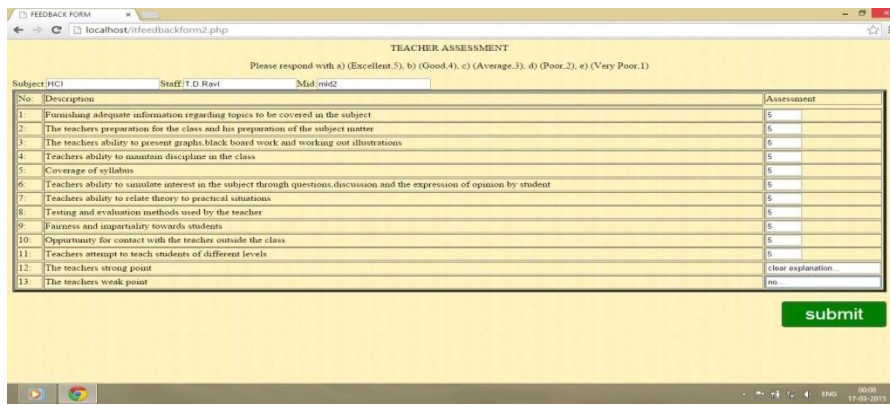 FEEDBACK FORM
localhost/itfeedbackform2.php
TEACHER ASSESSMENT
Please respond with a) (Excellent,5), b) (Good,4), c) (Average,3), d) (Poor,2), e) (Very Poor,1)
Subject: HCI Staff: T.D.Ravi Mid: mid2
No: Description Assessment
1: Furnishing adequate information regarding topics to be covered in the subject 5
2: The teachers preparation for the class and his preparation of the subject matter 5
3: The teachers ability to present graphs,black board work and working out illustrations 5
4: Teachers ability to maintain discipline in the class 5
5: Coverage of syllabus 5
6: Teachers ability to simulate interest in the subject through questions,discussion and the expression of opinion by student 5
7: Teachers ability to relate theory to practical situations 5
8: Testing and evaluation methods used by the teacher 5
9: Fairness and impartiality towards students 5
10: Oppurtunity for contact with the teacher outside the class 5
11: Teachers attempt to teach students of different levels 5
12: The teachers strong point clear explanation...
13: The teachers weak point no...
submit
ENG 00:05
17-03-2015